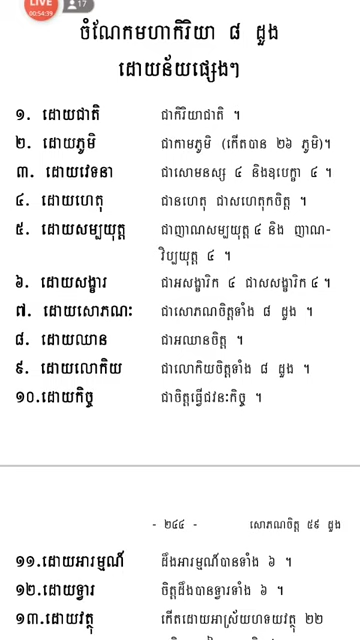 LIVE
17
00:54:39
ចំណែកមហាកិរិយា ៨ ដួង
ដោយន័យផ្សេងៗ
១. ដោយជាតិ ជាកិរិយាជាតិ ។
២. ដោយភូមិ ជាកាមភូមិ (កើតបាន ២៦ ភូមិ)។
៣. ដោយវេទនា ជាសោមនស្ស ៤ និងឧបេក្ខា ៤ ។
៤. ដោយហេតុ ជានហេតុ ជាសហេតុកចិត្ត ។
៥. ដោយសម្បយុត្ត ជាញាណសម្បយុត្ត ៤ និង ញាណ-
វិប្បយុត្ត ៤ ។
៦. ដោយសង្ខារ ជាអសង្ខារិក ៤ ជាសសង្ខារិក ៤ ។
៧. ដោយសោភណៈ ជាសោភណចិត្តទាំង ៨ ដួង ។
៨. ដោយឈាន ជាអឈានចិត្ត ។
៩. ដោយលោកិយ ជាលោកិយចិត្តទាំង ៨ ដួង ។
១០.ដោយកិច្ច ជាចិត្តធ្វើជវនៈកិច្ច ។
- ២៤៤ - សោភណចិត្ត ៥៩ ដួង
១១.ដោយអារម្មណ៍ ដឹងអារម្មណ៍បានទាំង ៦ ។
១២.ដោយទ្វារ ចិត្តដឹងបានទ្វារទាំង ៦ ។
១៣.ដោយវត្ថុ កើតដោយអាស្រ័យហទយវត្ថុ ២២